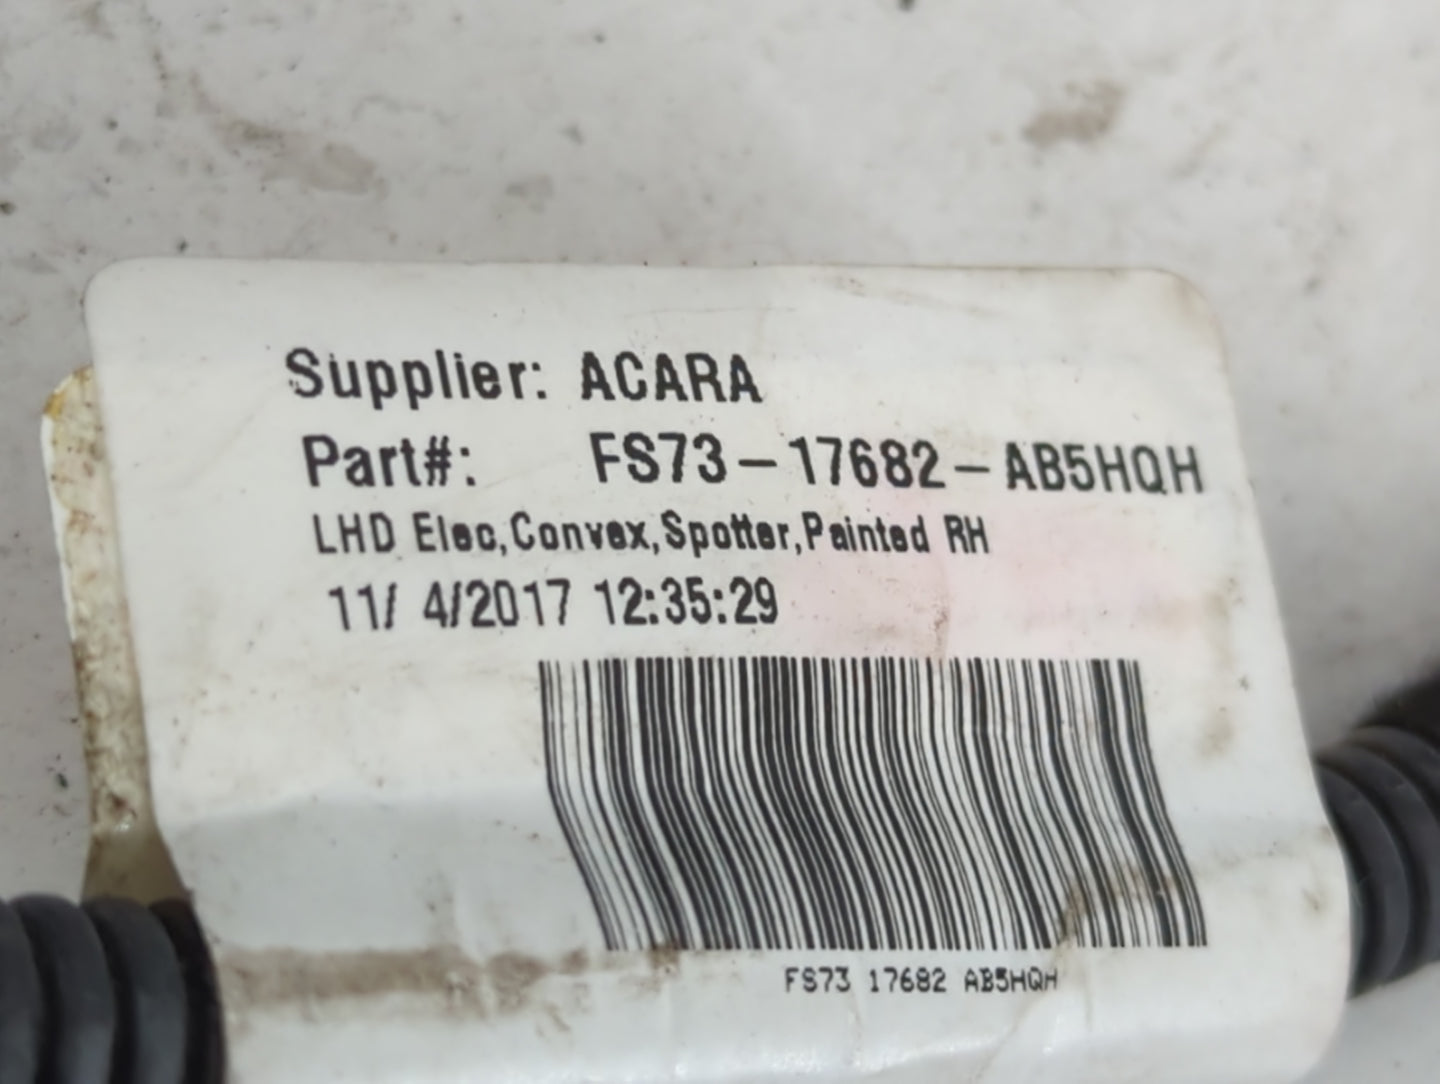 Supplier: ACARA
Part#: FS73-17682-AB5HQH
LHD Elec,Convex,Spotter,Painted RH
11/ 4/2017 12:35:29
FS73 17682 AB5HQH